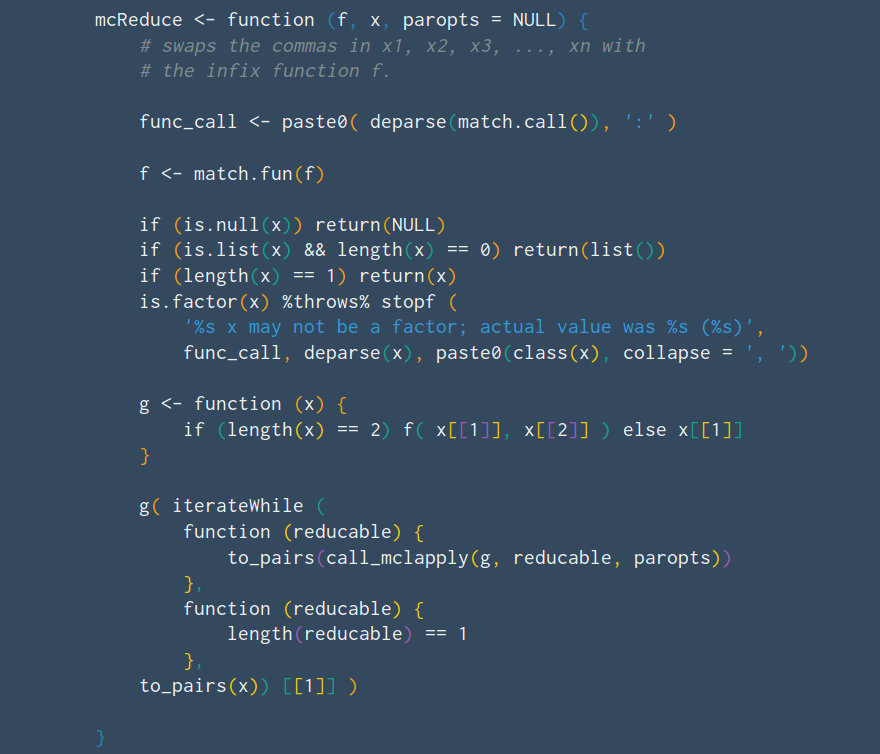 mcReduce <- function (f, x, paropts = NULL) {
    # swaps the commas in x1, x2, x3, ..., xn with
    # the infix function f.

    func_call <- paste0( deparse(match.call()), ':' )

    f <- match.fun(f)

    if (is.null(x)) return(NULL)
    if (is.list(x) && length(x) == 0) return(list())
    if (length(x) == 1) return(x)
    is.factor(x) %throws% stopf (
        '%s x may not be a factor; actual value was %s (%s)',
        func_call, deparse(x), paste0(class(x), collapse = ', '))

    g <- function (x) {
        if (length(x) == 2) f( x[[1]], x[[2]] ) else x[[1]]
    }

    g( iterateWhile (
        function (reducable) {
            to_pairs(call_mclapply(g, reducable, paropts))
        },
        function (reducable) {
            length(reducable) == 1
        },
    to_pairs(x)) [[1]] )

}